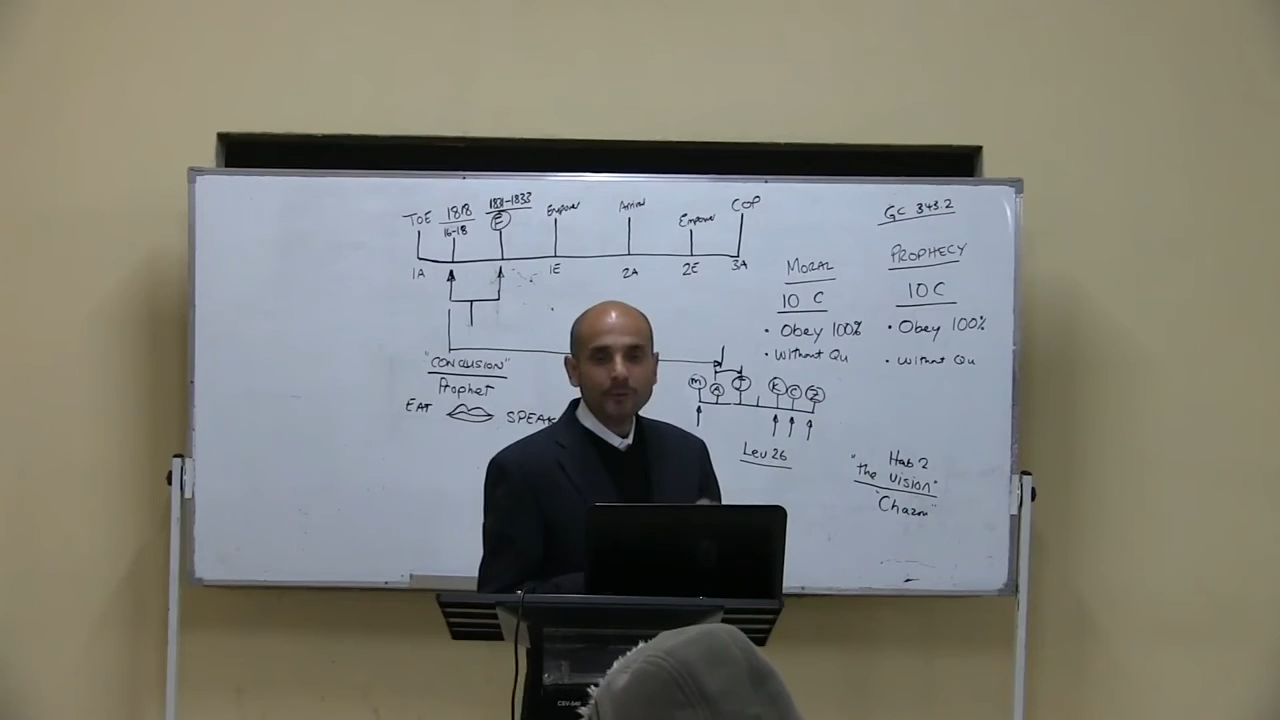 TOE 1818 1831-1833 Empower Arrival Empower COP
16-18 F
1A 1E 2A 2E 3A
"CONCLUSION"
Prophet
EAT SPEAK
M A J K C Z
Lev 26
GC 343.2
MORAL
10 C
• Obey 100%
• Without Qu
PROPHECY
10 C
• Obey 100%
• Without Qu
Hab 2
"the vision"
"Chazon"